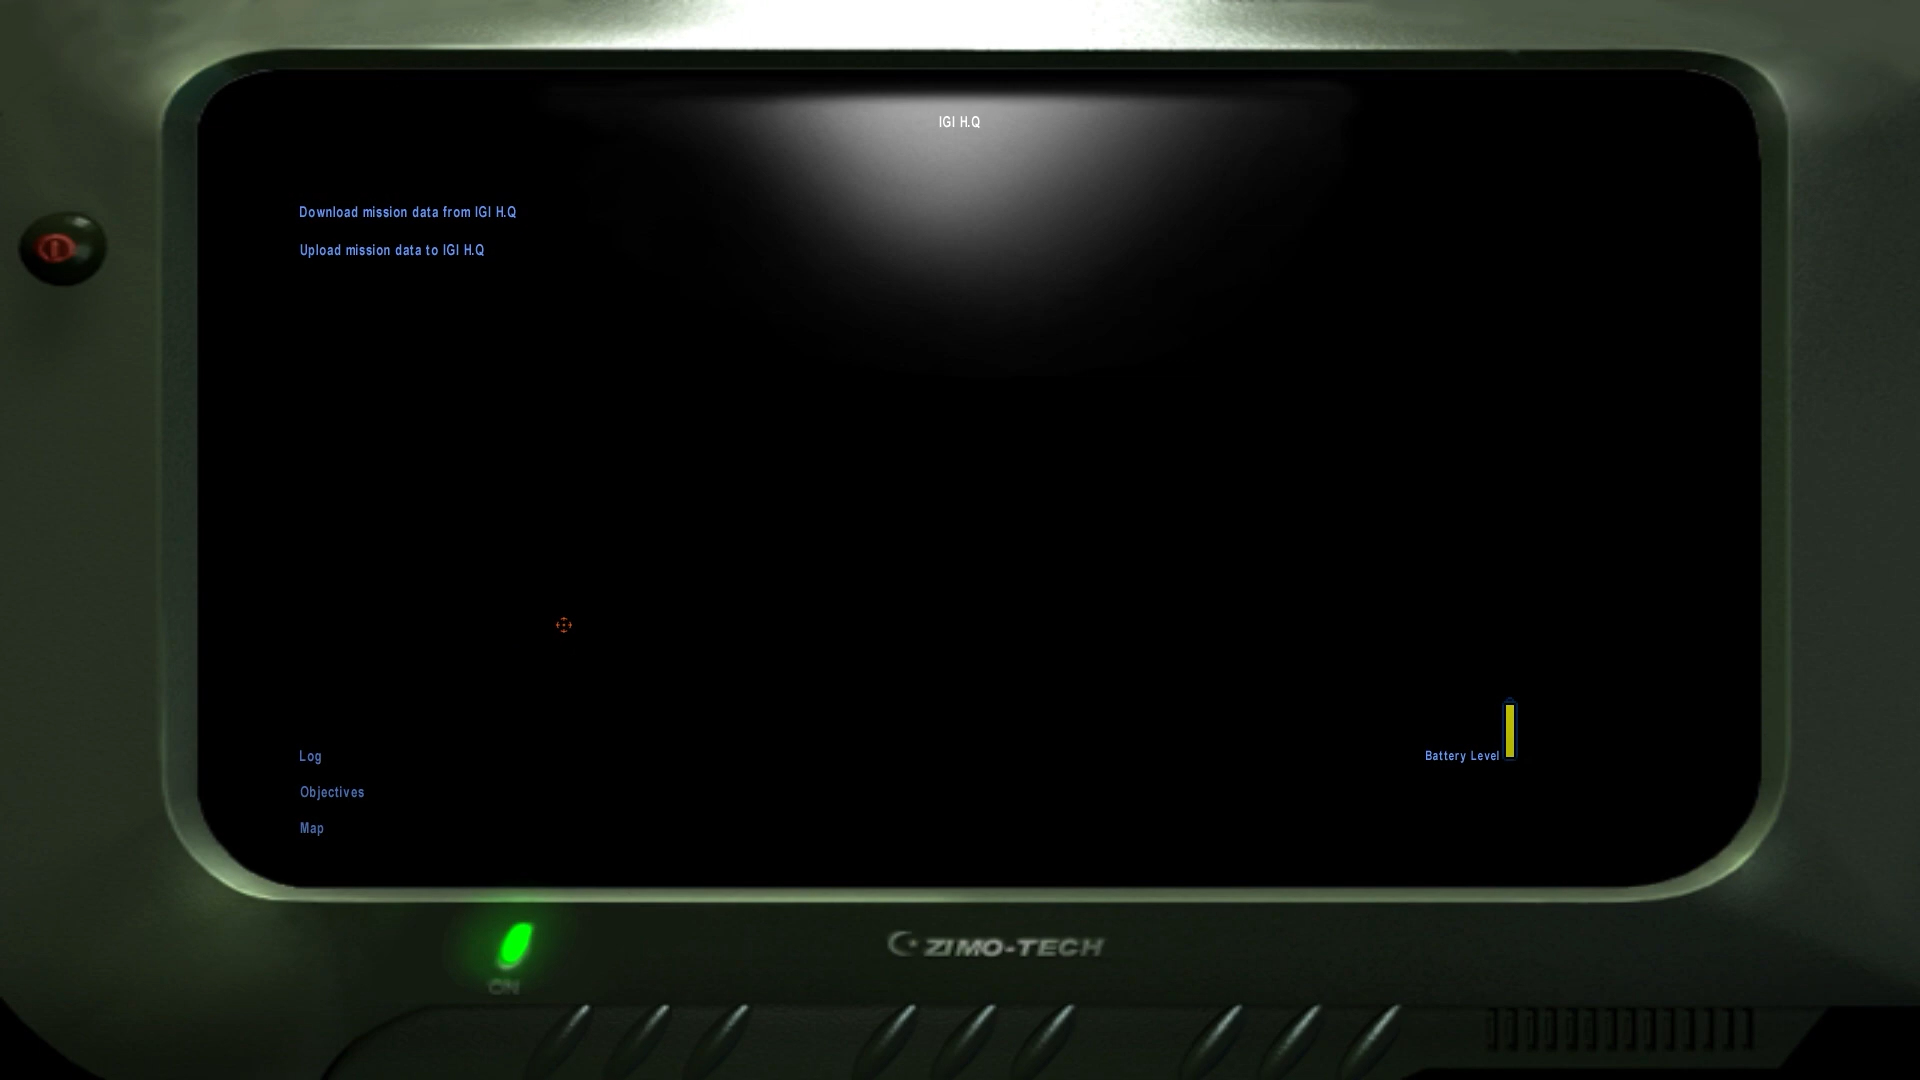 IGI H.Q
Download mission data from IGI H.Q
Upload mission data to IGI H.Q
Log
Battery Level
Objectives
Map
ZIMO-TECH
ON